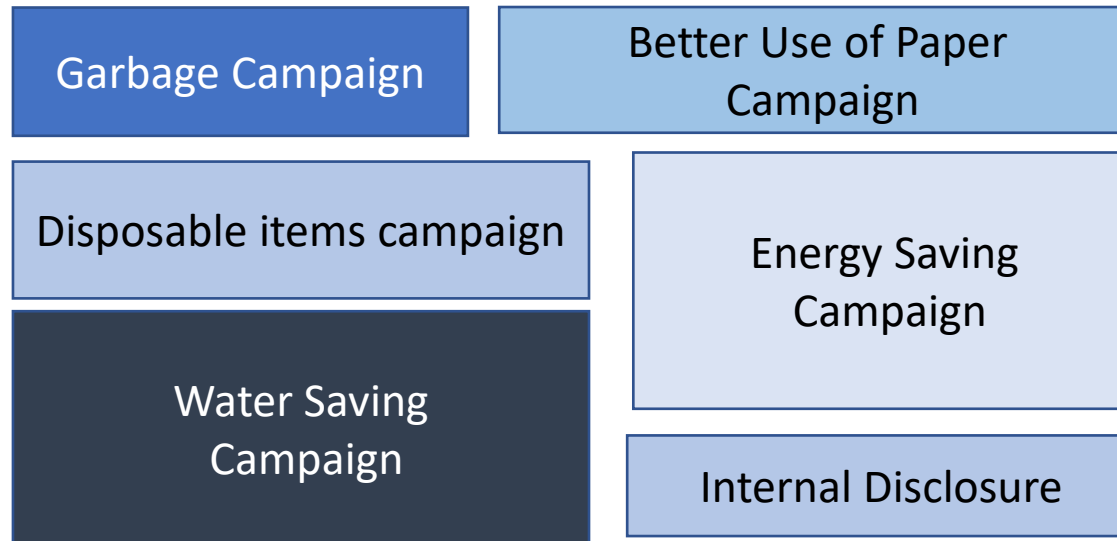 Garbage Campaign
Better Use of Paper
Campaign
Disposable items campaign
Energy Saving
Campaign
Water Saving
Campaign
Internal Disclosure